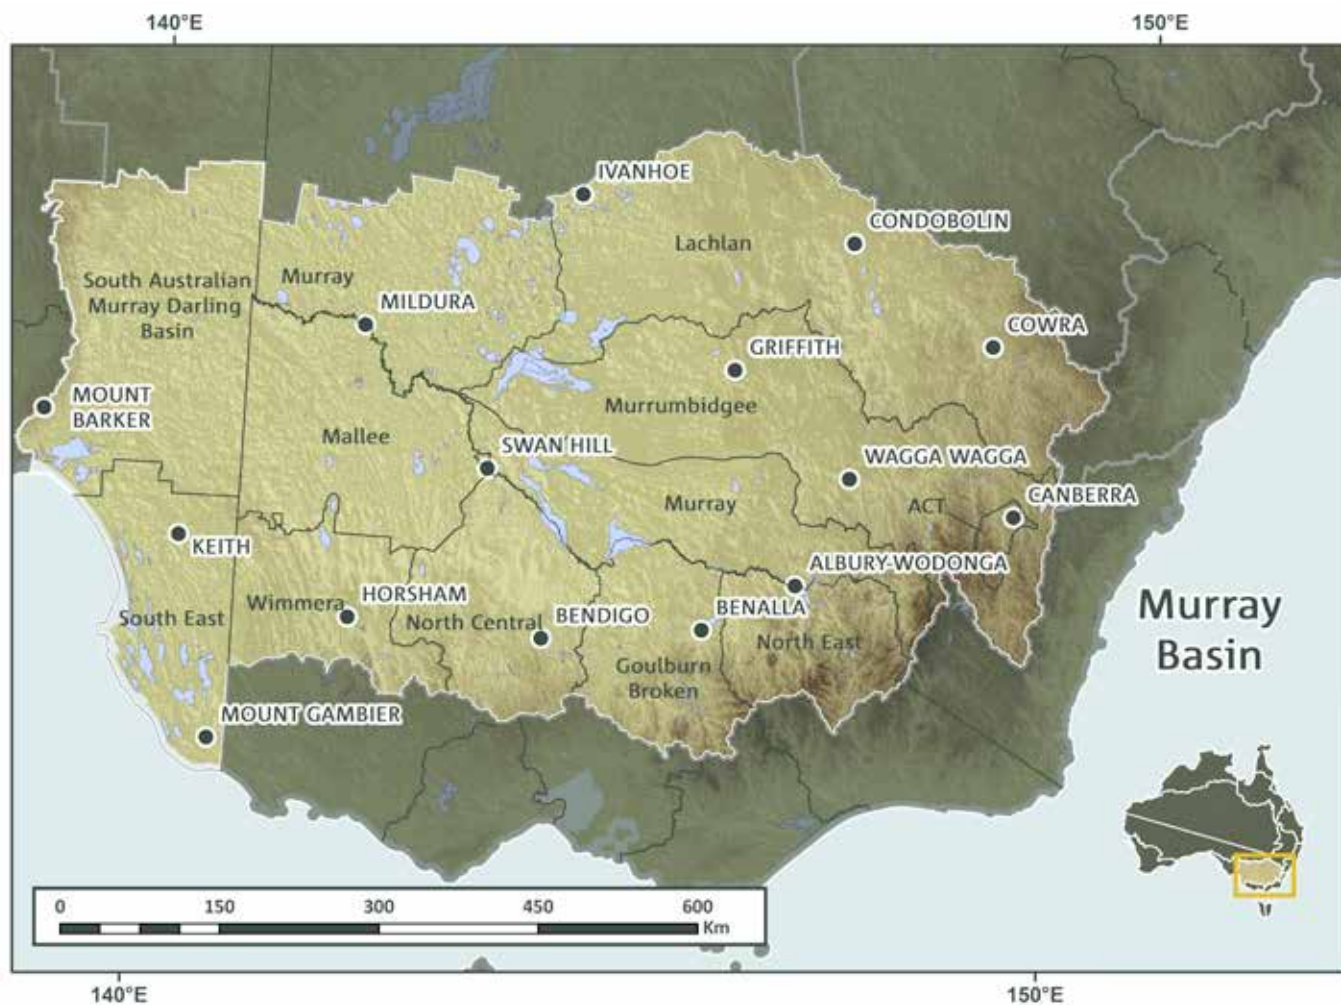 140°E
150°E
IVANHOE
CONDOBOLIN
Lachlan
South Australian
Murray Darling
Basin
Murray
MILDURA
COWRA
GRIFFITH
MOUNT
BARKER
Murrumbidgee
Mallee
SWAN HILL
WAGGA WAGGA
Murray
ACT
CANBERRA
KEITH
ALBURY-WODONGA
Wimmera
HORSHAM
South East
North Central
BENDIGO
BENALLA
North East
Goulburn
Broken
Murray
Basin
MOUNT GAMBIER
0 150 300 450 600
Km
140°E
150°E